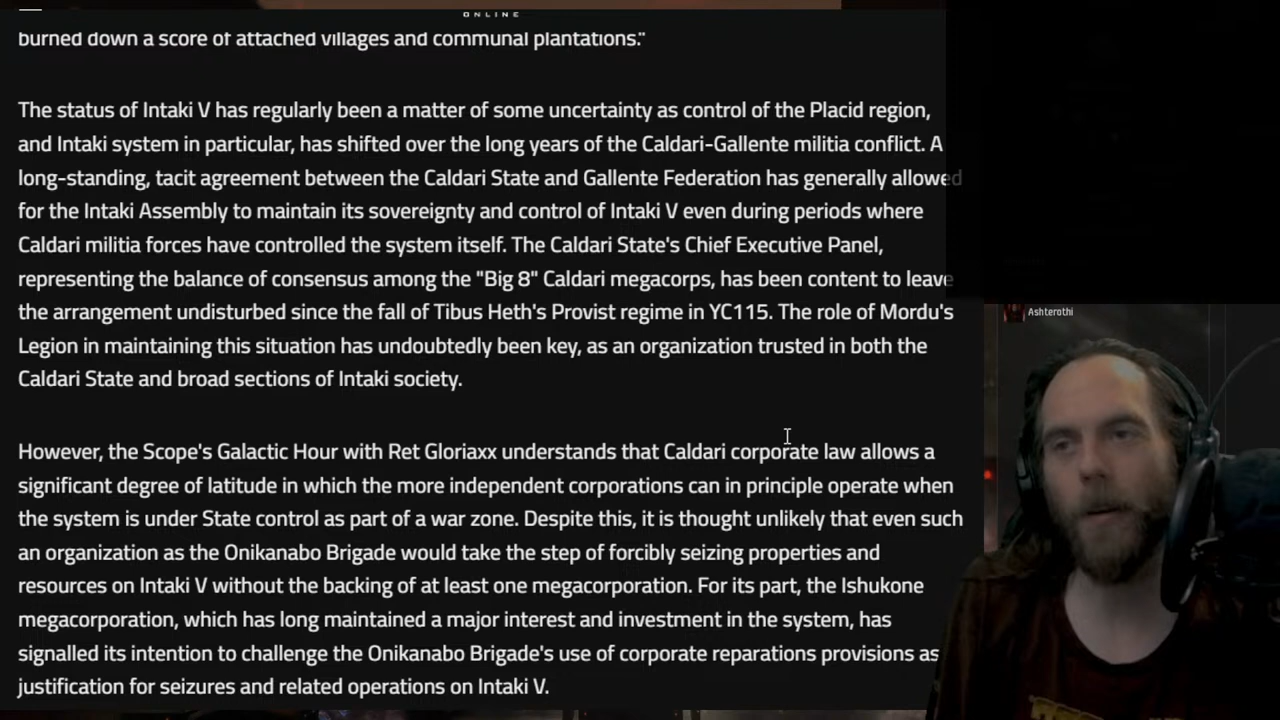 ONLINE
burned down a score of attached villages and communal plantations."
The status of Intaki V has regularly been a matter of some uncertainty as control of the Placid region,
and Intaki system in particular, has shifted over the long years of the Caldari-Gallente militia conflict. A
long-standing, tacit agreement between the Caldari State and Gallente Federation has generally allowed
for the Intaki Assembly to maintain its sovereignty and control of Intaki V even during periods where
Caldari militia forces have controlled the system itself. The Caldari State's Chief Executive Panel,
representing the balance of consensus among the "Big 8" Caldari megacorps, has been content to leave
the arrangement undisturbed since the fall of Tibus Heth's Provist regime in YC115. The role of Mordu's
Legion in maintaining this situation has undoubtedly been key, as an organization trusted in both the
Caldari State and broad sections of Intaki society.
However, the Scope's Galactic Hour with Ret Gloriaxx understands that Caldari corporate law allows a
significant degree of latitude in which the more independent corporations can in principle operate when
the system is under State control as part of a war zone. Despite this, it is thought unlikely that even such
an organization as the Onikanabo Brigade would take the step of forcibly seizing properties and
resources on Intaki V without the backing of at least one megacorporation. For its part, the Ishukone
megacorporation, which has long maintained a major interest and investment in the system, has
signalled its intention to challenge the Onikanabo Brigade's use of corporate reparations provisions as
justification for seizures and related operations on Intaki V.
Ashterothi